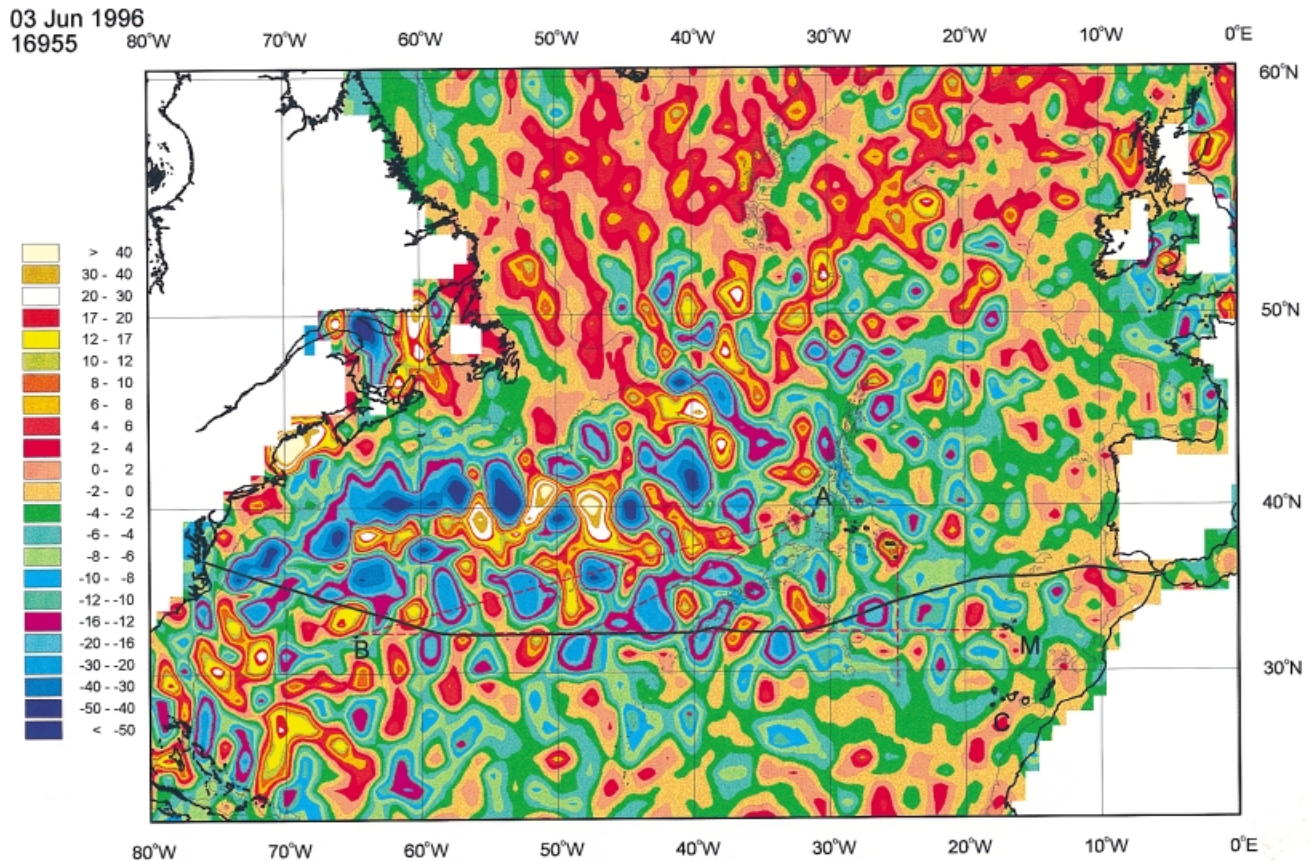 03 Jun 1996
16955
80°W 70°W 60°W 50°W 40°W 30°W 20°W 10°W 0°E
60°N
50°N
40°N
30°N
> 40
30 - 40
20 - 30
17 - 20
12 - 17
10 - 12
8 - 10
6 - 8
4 - 6
2 - 4
0 - 2
-2 - 0
-4 - -2
-6 - -4
-8 - -6
-10 - -8
-12 - -10
-16 - -12
-20 - -16
-30 - -20
-40 - -30
-50 - -40
< -50
A
B
M
C
80°W 70°W 60°W 50°W 40°W 30°W 20°W 10°W 0°E